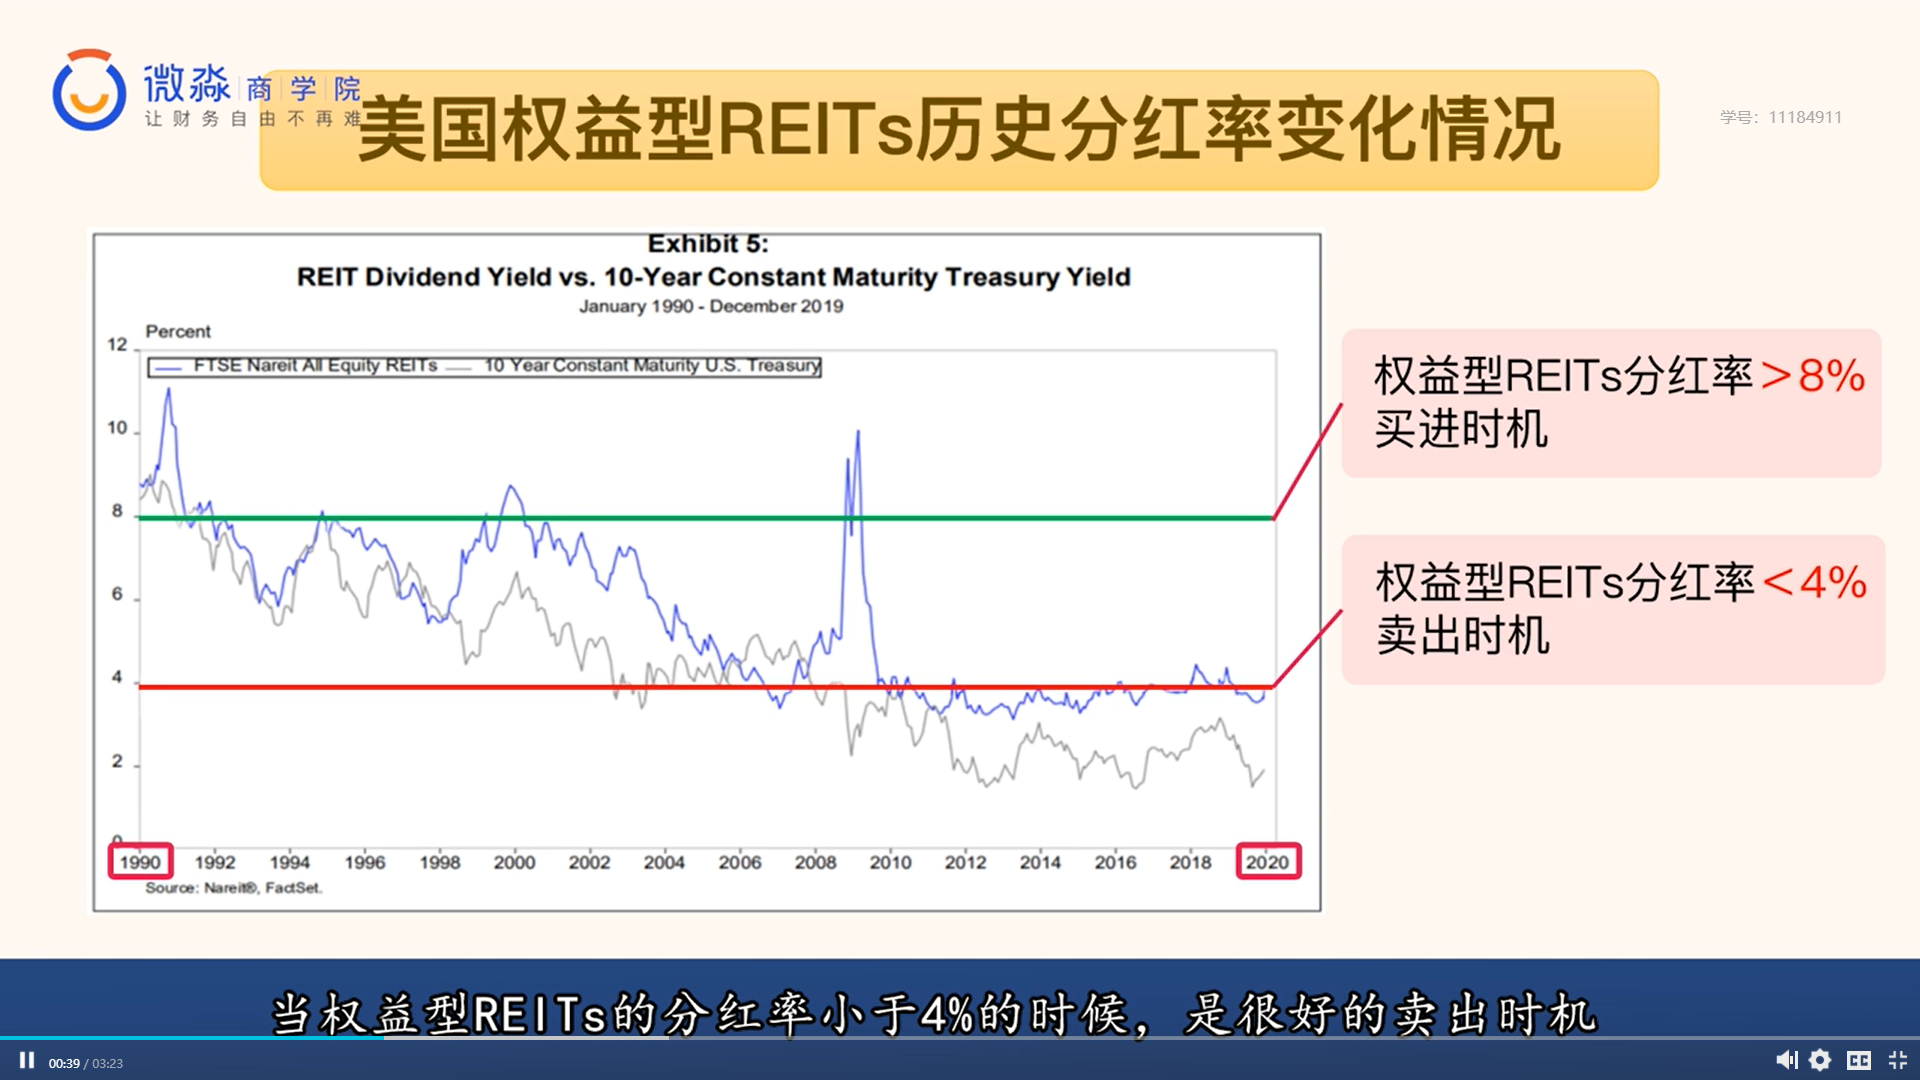 微淼 商 学 院
让财务自由不再难
美国权益型REITs历史分红率变化情况
学号：11184911
Exhibit 5:
REIT Dividend Yield vs. 10-Year Constant Maturity Treasury Yield
January 1990 - December 2019
Percent
FTSE Nareit All Equity REITs
10 Year Constant Maturity U.S. Treasury
12
10
8
6
4
2
0
1990 1992 1994 1996 1998 2000 2002 2004 2006 2008 2010 2012 2014 2016 2018 2020
Source: Nareit®, FactSet.
权益型REITs分红率＞8%
买进时机
权益型REITs分红率＜4%
卖出时机
当权益型REITs的分红率小于4%的时候，是很好的卖出时机
00:39 / 03:23
CC